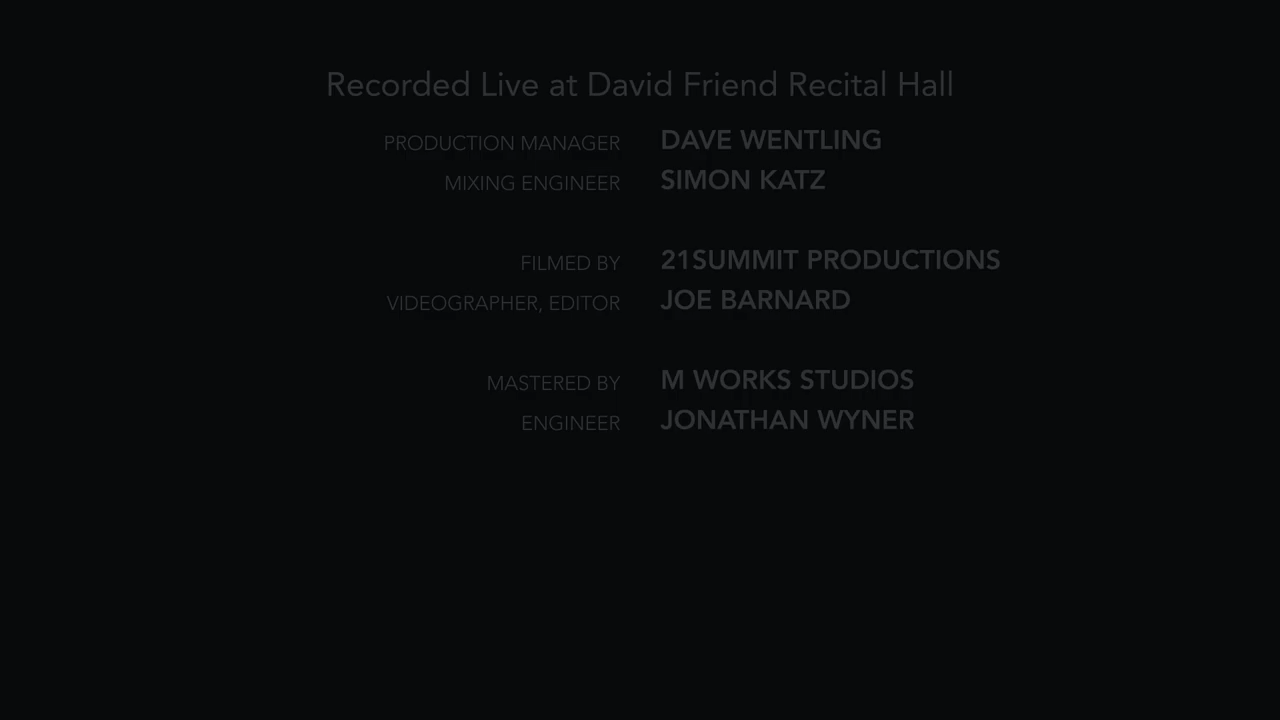 Recorded Live at David Friend Recital Hall
PRODUCTION MANAGER DAVE WENTLING
MIXING ENGINEER SIMON KATZ
FILMED BY 21SUMMIT PRODUCTIONS
VIDEOGRAPHER, EDITOR JOE BARNARD
MASTERED BY M WORKS STUDIOS
ENGINEER JONATHAN WYNER